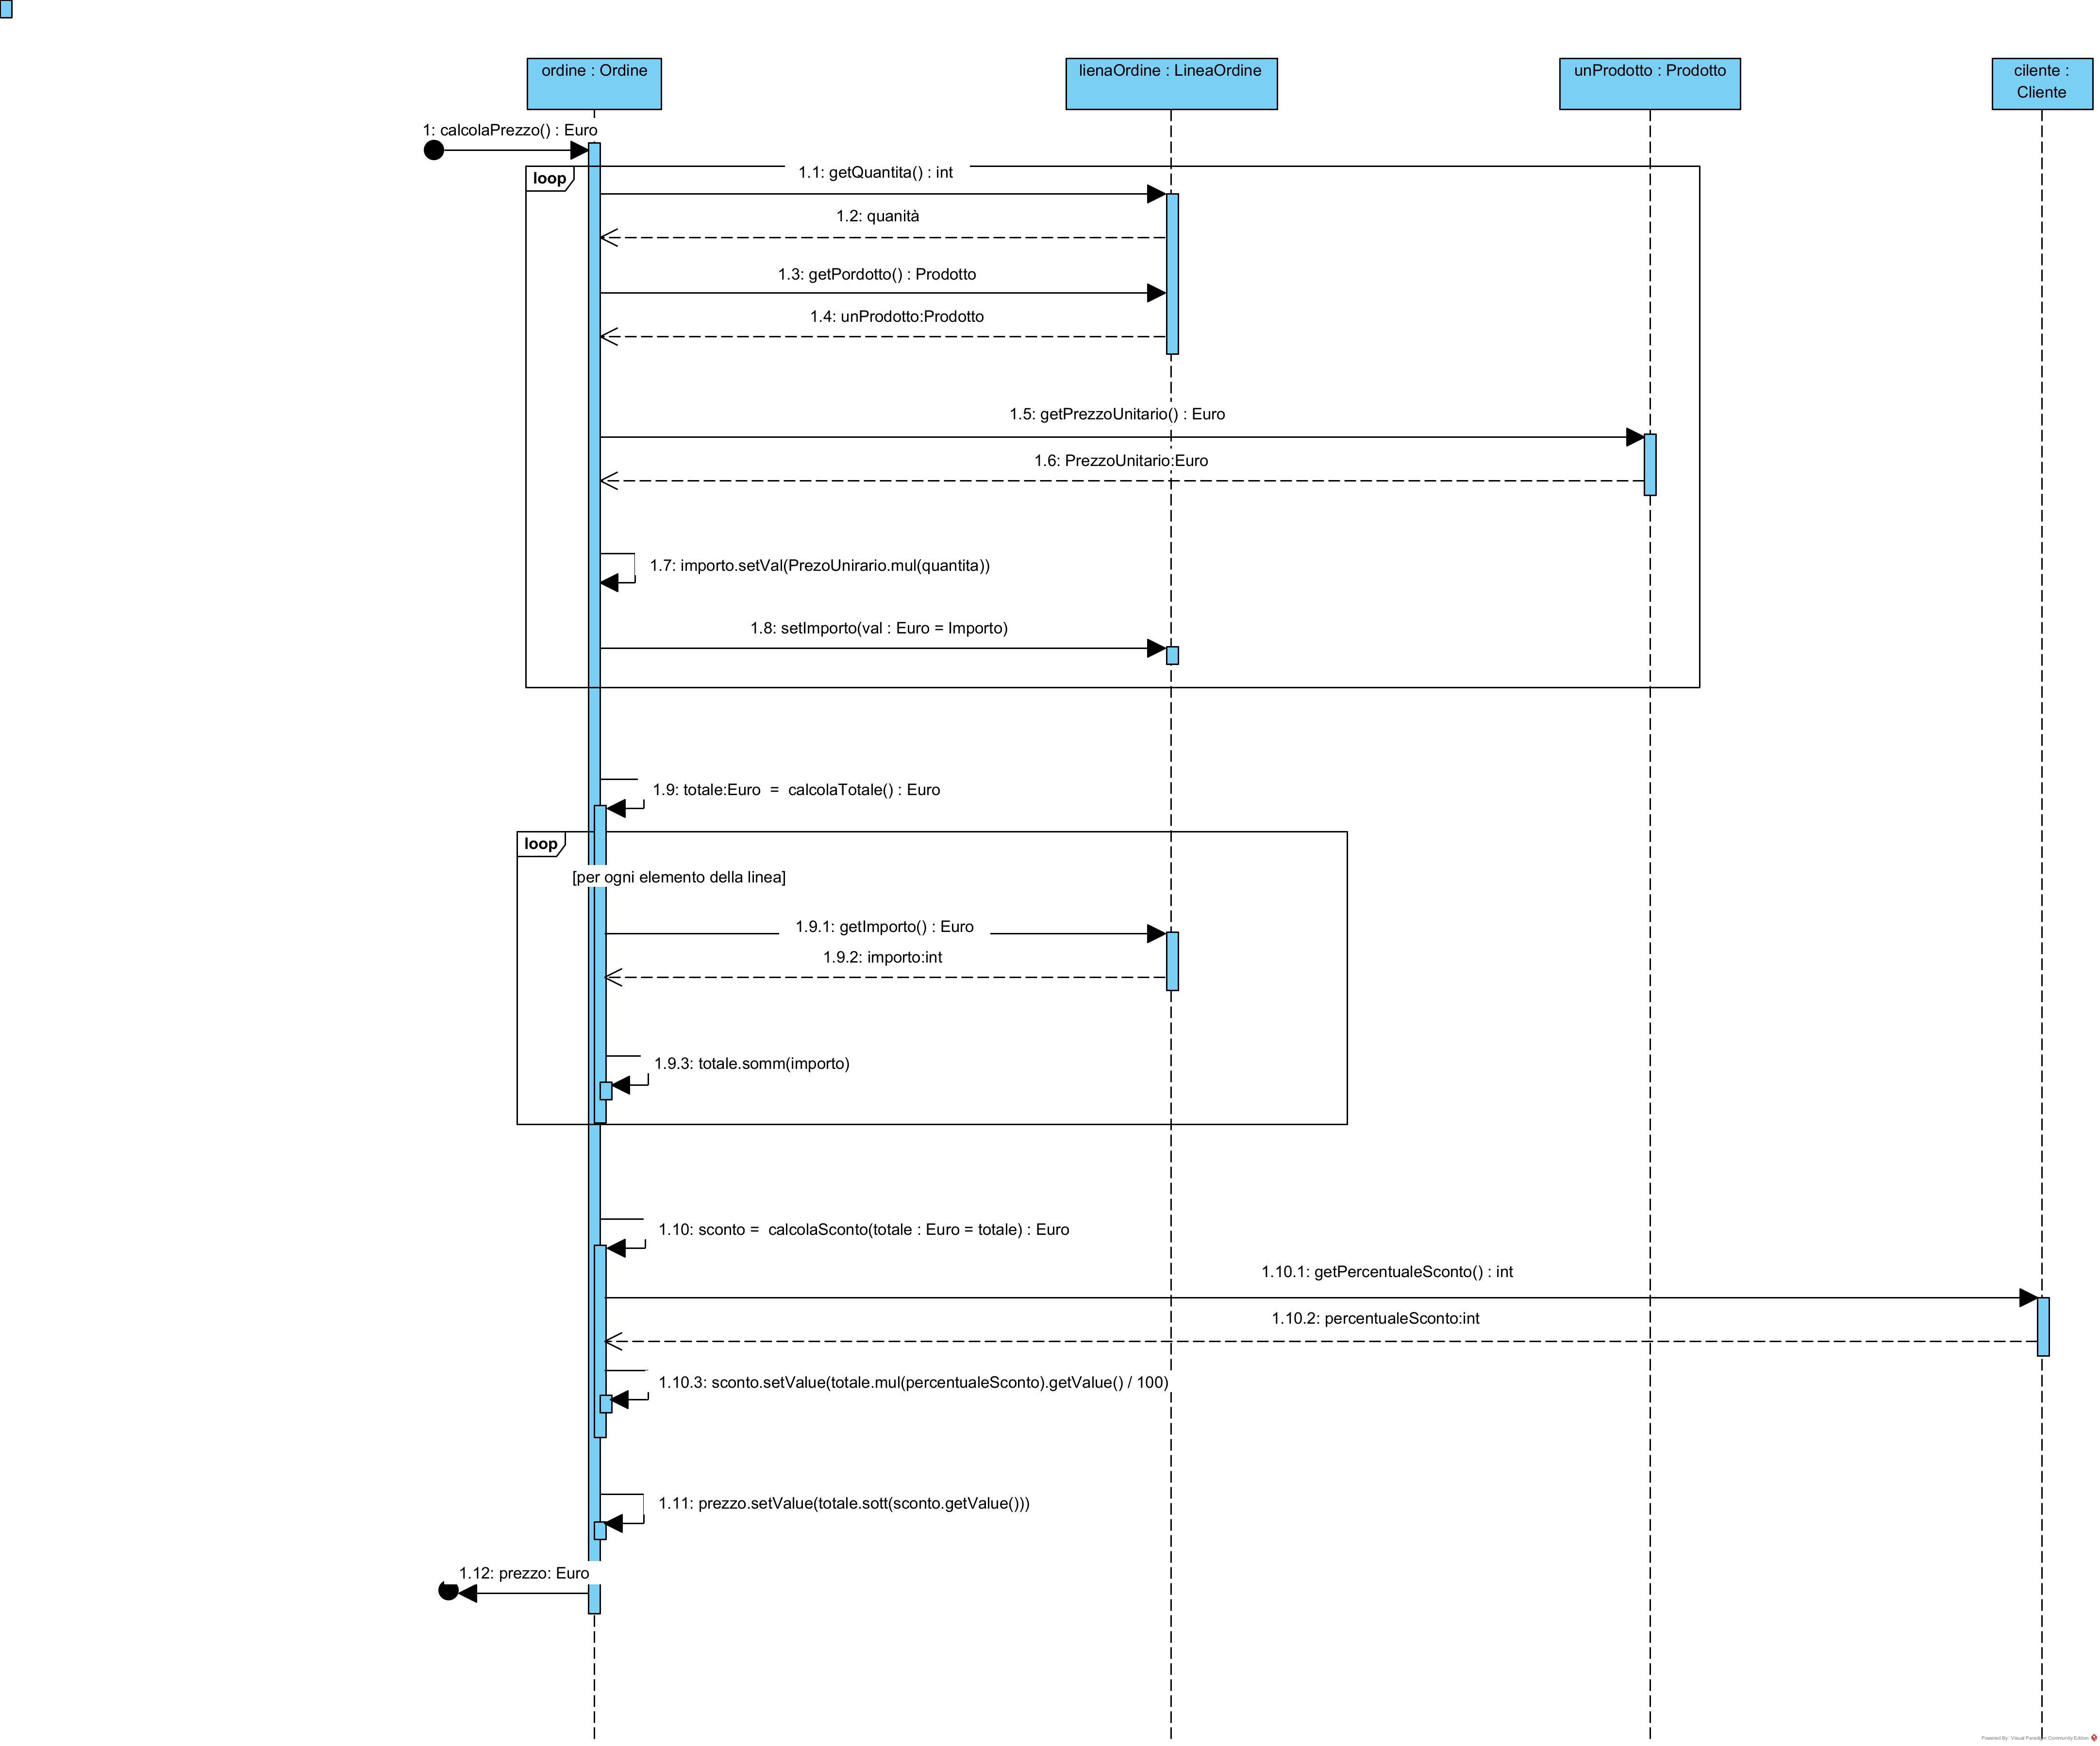 ordine : Ordine
lienaOrdine : LineaOrdine
unProdotto : Prodotto
cilente :
Cliente
1: calcolaPrezzo() : Euro
loop
1.1: getQuantita() : int
1.2: quanità
1.3: getPordotto() : Prodotto
1.4: unProdotto:Prodotto
1.5: getPrezzoUnitario() : Euro
1.6: PrezzoUnitario:Euro
1.7: importo.setVal(PrezoUnirario.mul(quantita))
1.8: setImporto(val : Euro = Importo)
1.9: totale:Euro = calcolaTotale() : Euro
loop
[per ogni elemento della linea]
1.9.1: getImporto() : Euro
1.9.2: importo:int
1.9.3: totale.somm(importo)
1.10: sconto = calcolaSconto(totale : Euro = totale) : Euro
1.10.1: getPercentualeSconto() : int
1.10.2: percentualeSconto:int
1.10.3: sconto.setValue(totale.mul(percentualeSconto).getValue() / 100)
1.11: prezzo.setValue(totale.sott(sconto.getValue()))
1.12: prezzo: Euro
Powered By Visual Paradigm Community Edition